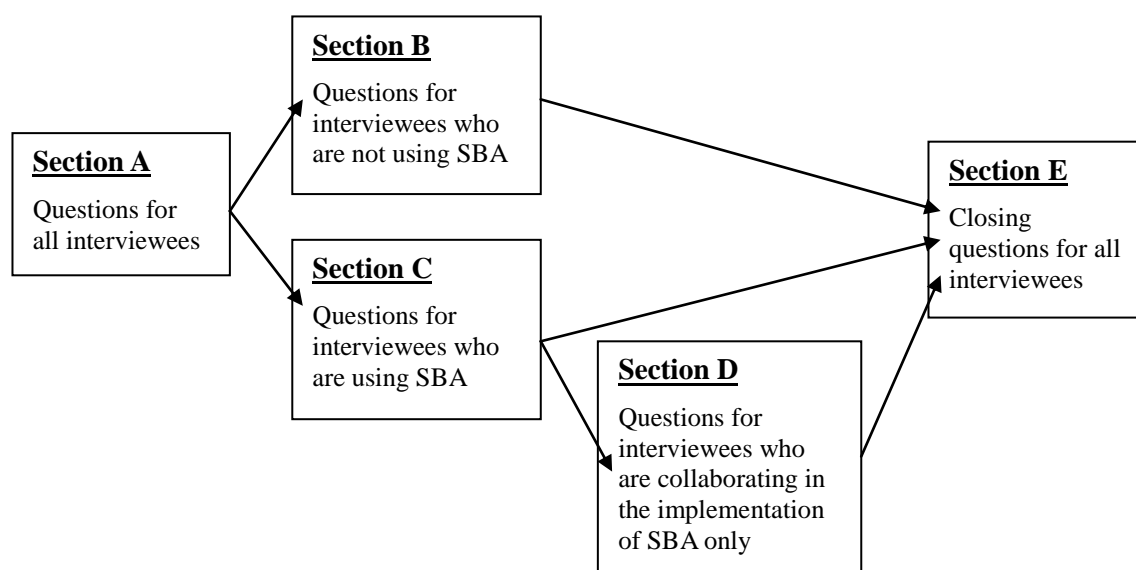 Section A
Questions for
all interviewees
Section B
Questions for
interviewees who
are not using SBA
Section C
Questions for
interviewees who
are using SBA
Section D
Questions for
interviewees who
are collaborating in
the implementation
of SBA only
Section E
Closing
questions for all
interviewees